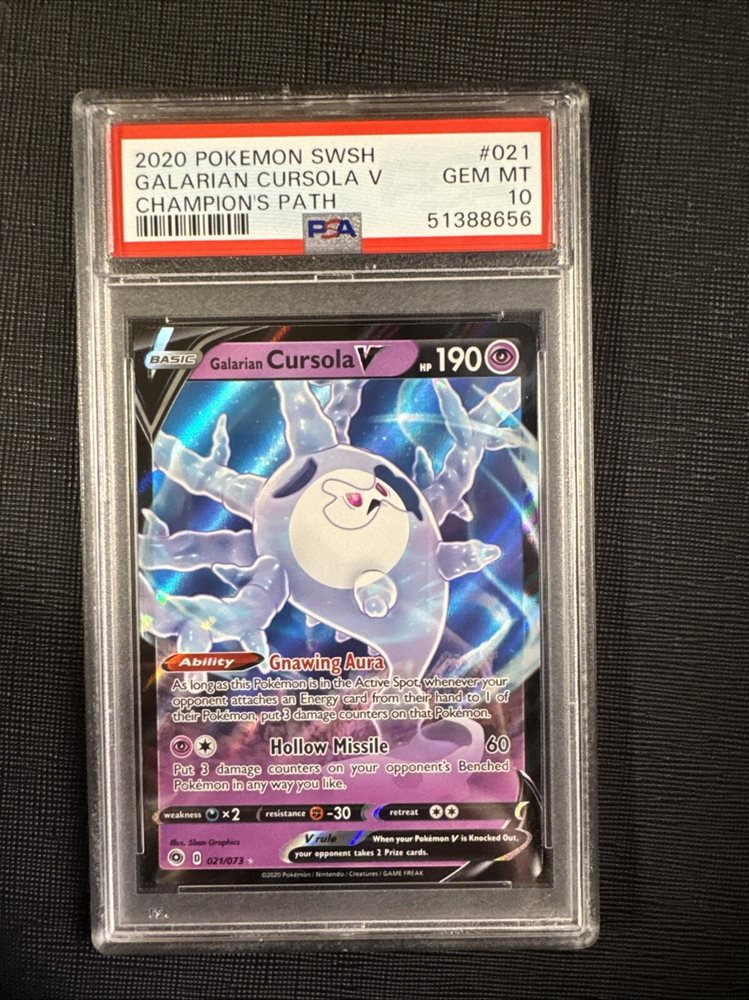 2020 POKEMON SWSH #021
GALARIAN CURSOLA V GEM MT
CHAMPION'S PATH 10
PSA 51388656
BASIC Galarian Cursola V HP 190
Ability Gnawing Aura
As long as this Pokémon is in the Active Spot, whenever your
opponent attaches an Energy card from their hand to 1 of
their Pokémon, put 3 damage counters on that Pokémon.
Hollow Missile 60
Put 3 damage counters on your opponent's Benched
Pokémon in any way you like.
weakness ×2 resistance -30 retreat
Illus. 5ban Graphics V rule When your Pokémon V is Knocked Out,
your opponent takes 2 Prize cards.
D 021/073 ★
©2020 Pokémon / Nintendo / Creatures / GAME FREAK